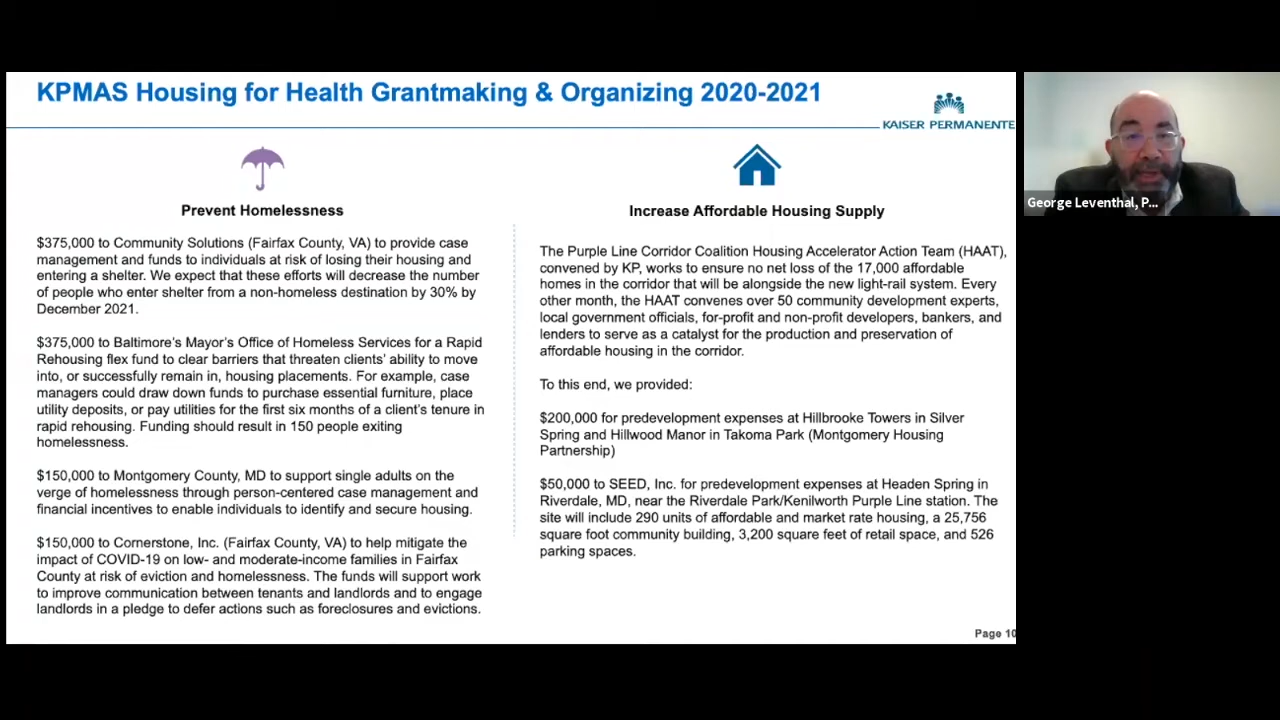 KPMAS Housing for Health Grantmaking & Organizing 2020-2021
KAISER PERMANENTE
Prevent Homelessness
$375,000 to Community Solutions (Fairfax County, VA) to provide case
management and funds to individuals at risk of losing their housing and
entering a shelter. We expect that these efforts will decrease the number
of people who enter shelter from a non-homeless destination by 30% by
December 2021.
$375,000 to Baltimore's Mayor's Office of Homeless Services for a Rapid
Rehousing flex fund to clear barriers that threaten clients' ability to move
into, or successfully remain in, housing placements. For example, case
managers could draw down funds to purchase essential furniture, place
utility deposits, or pay utilities for the first six months of a client's tenure in
rapid rehousing. Funding should result in 150 people exiting
homelessness.
$150,000 to Montgomery County, MD to support single adults on the
verge of homelessness through person-centered case management and
financial incentives to enable individuals to identify and secure housing.
$150,000 to Cornerstone, Inc. (Fairfax County, VA) to help mitigate the
impact of COVID-19 on low- and moderate-income families in Fairfax
County at risk of eviction and homelessness. The funds will support work
to improve communication between tenants and landlords and to engage
landlords in a pledge to defer actions such as foreclosures and evictions.
Increase Affordable Housing Supply
The Purple Line Corridor Coalition Housing Accelerator Action Team (HAAT),
convened by KP, works to ensure no net loss of the 17,000 affordable
homes in the corridor that will be alongside the new light-rail system. Every
other month, the HAAT convenes over 50 community development experts,
local government officials, for-profit and non-profit developers, bankers, and
lenders to serve as a catalyst for the production and preservation of
affordable housing in the corridor.
To this end, we provided:
$200,000 for predevelopment expenses at Hillbrooke Towers in Silver
Spring and Hillwood Manor in Takoma Park (Montgomery Housing
Partnership)
$50,000 to SEED, Inc. for predevelopment expenses at Headen Spring in
Riverdale, MD, near the Riverdale Park/Kenilworth Purple Line station. The
site will include 290 units of affordable and market rate housing, a 25,756
square foot community building, 3,200 square feet of retail space, and 526
parking spaces.
Page 10
George Leventhal, P...